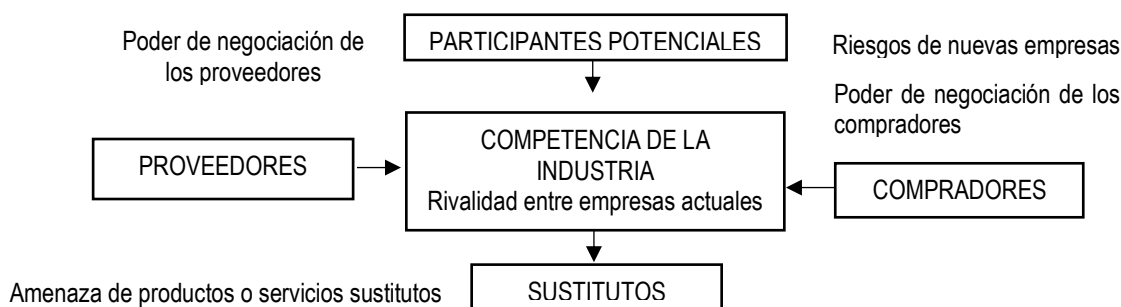 Poder de negociación de
los proveedores
PARTICIPANTES POTENCIALES
Riesgos de nuevas empresas
Poder de negociación de los
compradores
PROVEEDORES
COMPETENCIA DE LA
INDUSTRIA
Rivalidad entre empresas actuales
COMPRADORES
Amenaza de productos o servicios sustitutos
SUSTITUTOS